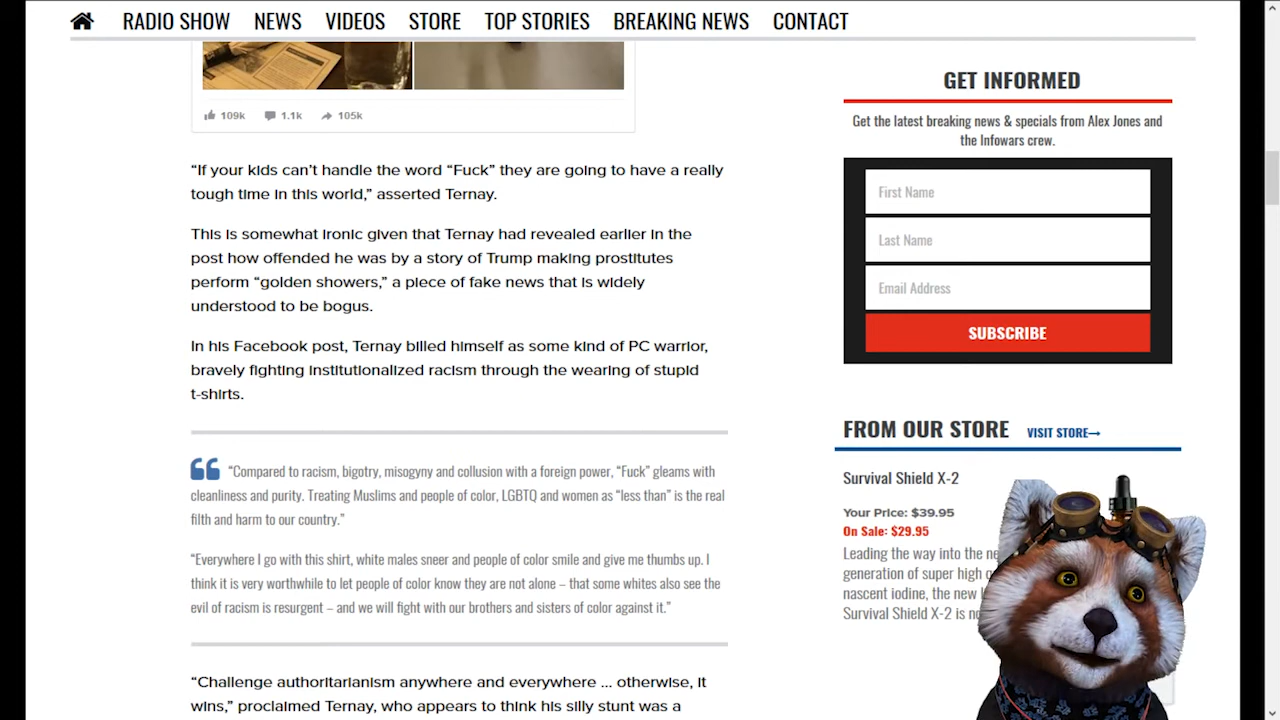 RADIO SHOW NEWS VIDEOS STORE TOP STORIES BREAKING NEWS CONTACT
109k 1.1k 105k
“If your kids can’t handle the word “Fuck” they are going to have a really
tough time in this world,” asserted Ternay.
This is somewhat ironic given that Ternay had revealed earlier in the
post how offended he was by a story of Trump making prostitutes
perform “golden showers,” a piece of fake news that is widely
understood to be bogus.
In his Facebook post, Ternay billed himself as some kind of PC warrior,
bravely fighting institutionalized racism through the wearing of stupid
t-shirts.
“Compared to racism, bigotry, misogyny and collusion with a foreign power, “Fuck” gleams with
cleanliness and purity. Treating Muslims and people of color, LGBTQ and women as “less than” is the real
filth and harm to our country.”
“Everywhere I go with this shirt, white males sneer and people of color smile and give me thumbs up. I
think it is very worthwhile to let people of color know they are not alone – that some whites also see the
evil of racism is resurgent – and we will fight with our brothers and sisters of color against it.”
“Challenge authoritarianism anywhere and everywhere ... otherwise, it
wins,” proclaimed Ternay, who appears to think his silly stunt was a
GET INFORMED
Get the latest breaking news & specials from Alex Jones and
the Infowars crew.
First Name
Last Name
Email Address
SUBSCRIBE
FROM OUR STORE VISIT STORE→
Survival Shield X-2
Your Price: $39.95
On Sale: $29.95
Leading the way into the
generation of super high
nascent iodine, the new
Survival Shield X-2 is